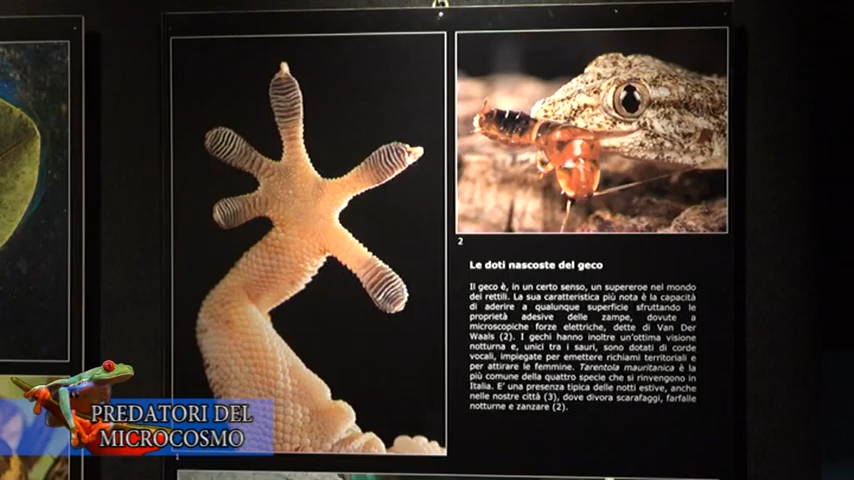 2
Le doti nascoste del geco
Il geco è, in un certo senso, un supereroe nel mondo
dei rettili. La sua caratteristica più nota è la capacità
di aderire a qualunque superficie sfruttando le
proprietà adesive delle zampe, dovute a
microscopiche forze elettriche, dette di Van Der
Waals (2). I gechi hanno inoltre un'ottima visione
notturna e, unici tra i sauri, sono dotati di corde
vocali, impiegate per emettere richiami territoriali e
per attirare le femmine. Tarentola mauritanica è la
più comune della quattro specie che si rinvengono in
Italia. E' una presenza tipica delle notti estive, anche
nelle nostre città (3), dove divora scarafaggi, farfalle
notturne e zanzare (2).
PREDATORI DEL
MICROCOSMO
1